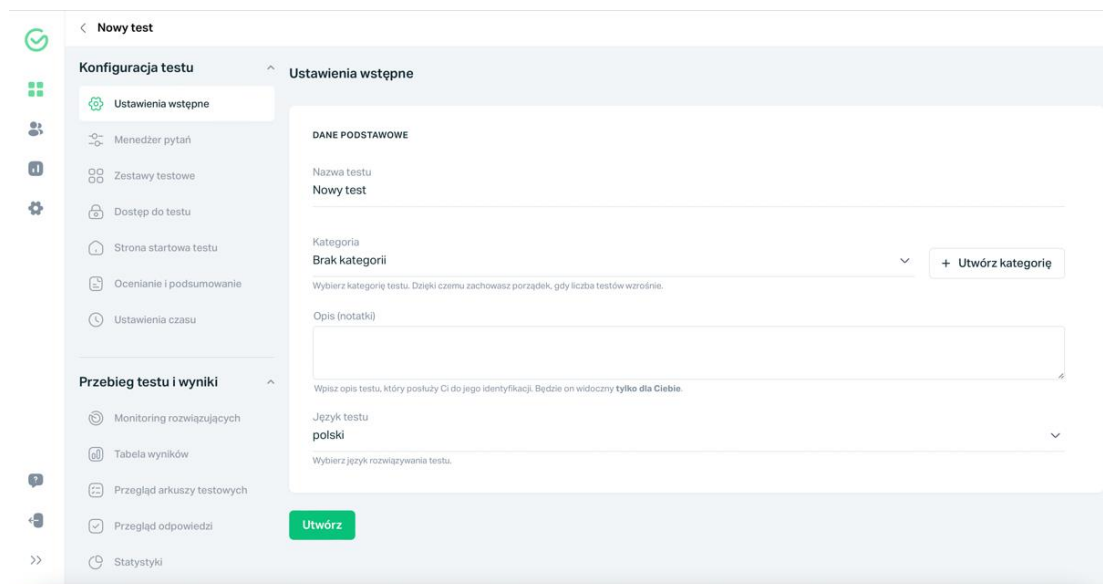 Nowy test
Konfiguracja testu
Ustawienia wstępne
Menedżer pytań
Zestawy testowe
Dostęp do testu
Strona startowa testu
Ocenianie i podsumowanie
Ustawienia czasu
Przebieg testu i wyniki
Monitoring rozwiązujących
Tabela wyników
Przegląd arkuszy testowych
Przegląd odpowiedzi
Statystyki
Ustawienia wstępne
DANE PODSTAWOWE
Nazwa testu
Nowy test
Kategoria
Brak kategorii
+ Utwórz kategorię
Wybierz kategorię testu. Dzięki czemu zachowasz porządek, gdy liczba testów wzrośnie.
Opis (notatki)
Wpisz opis testu, który posłuży Ci do jego identyfikacji. Będzie on widoczny tylko dla Ciebie.
Język testu
polski
Wybierz język rozwiązywania testu.
Utwórz